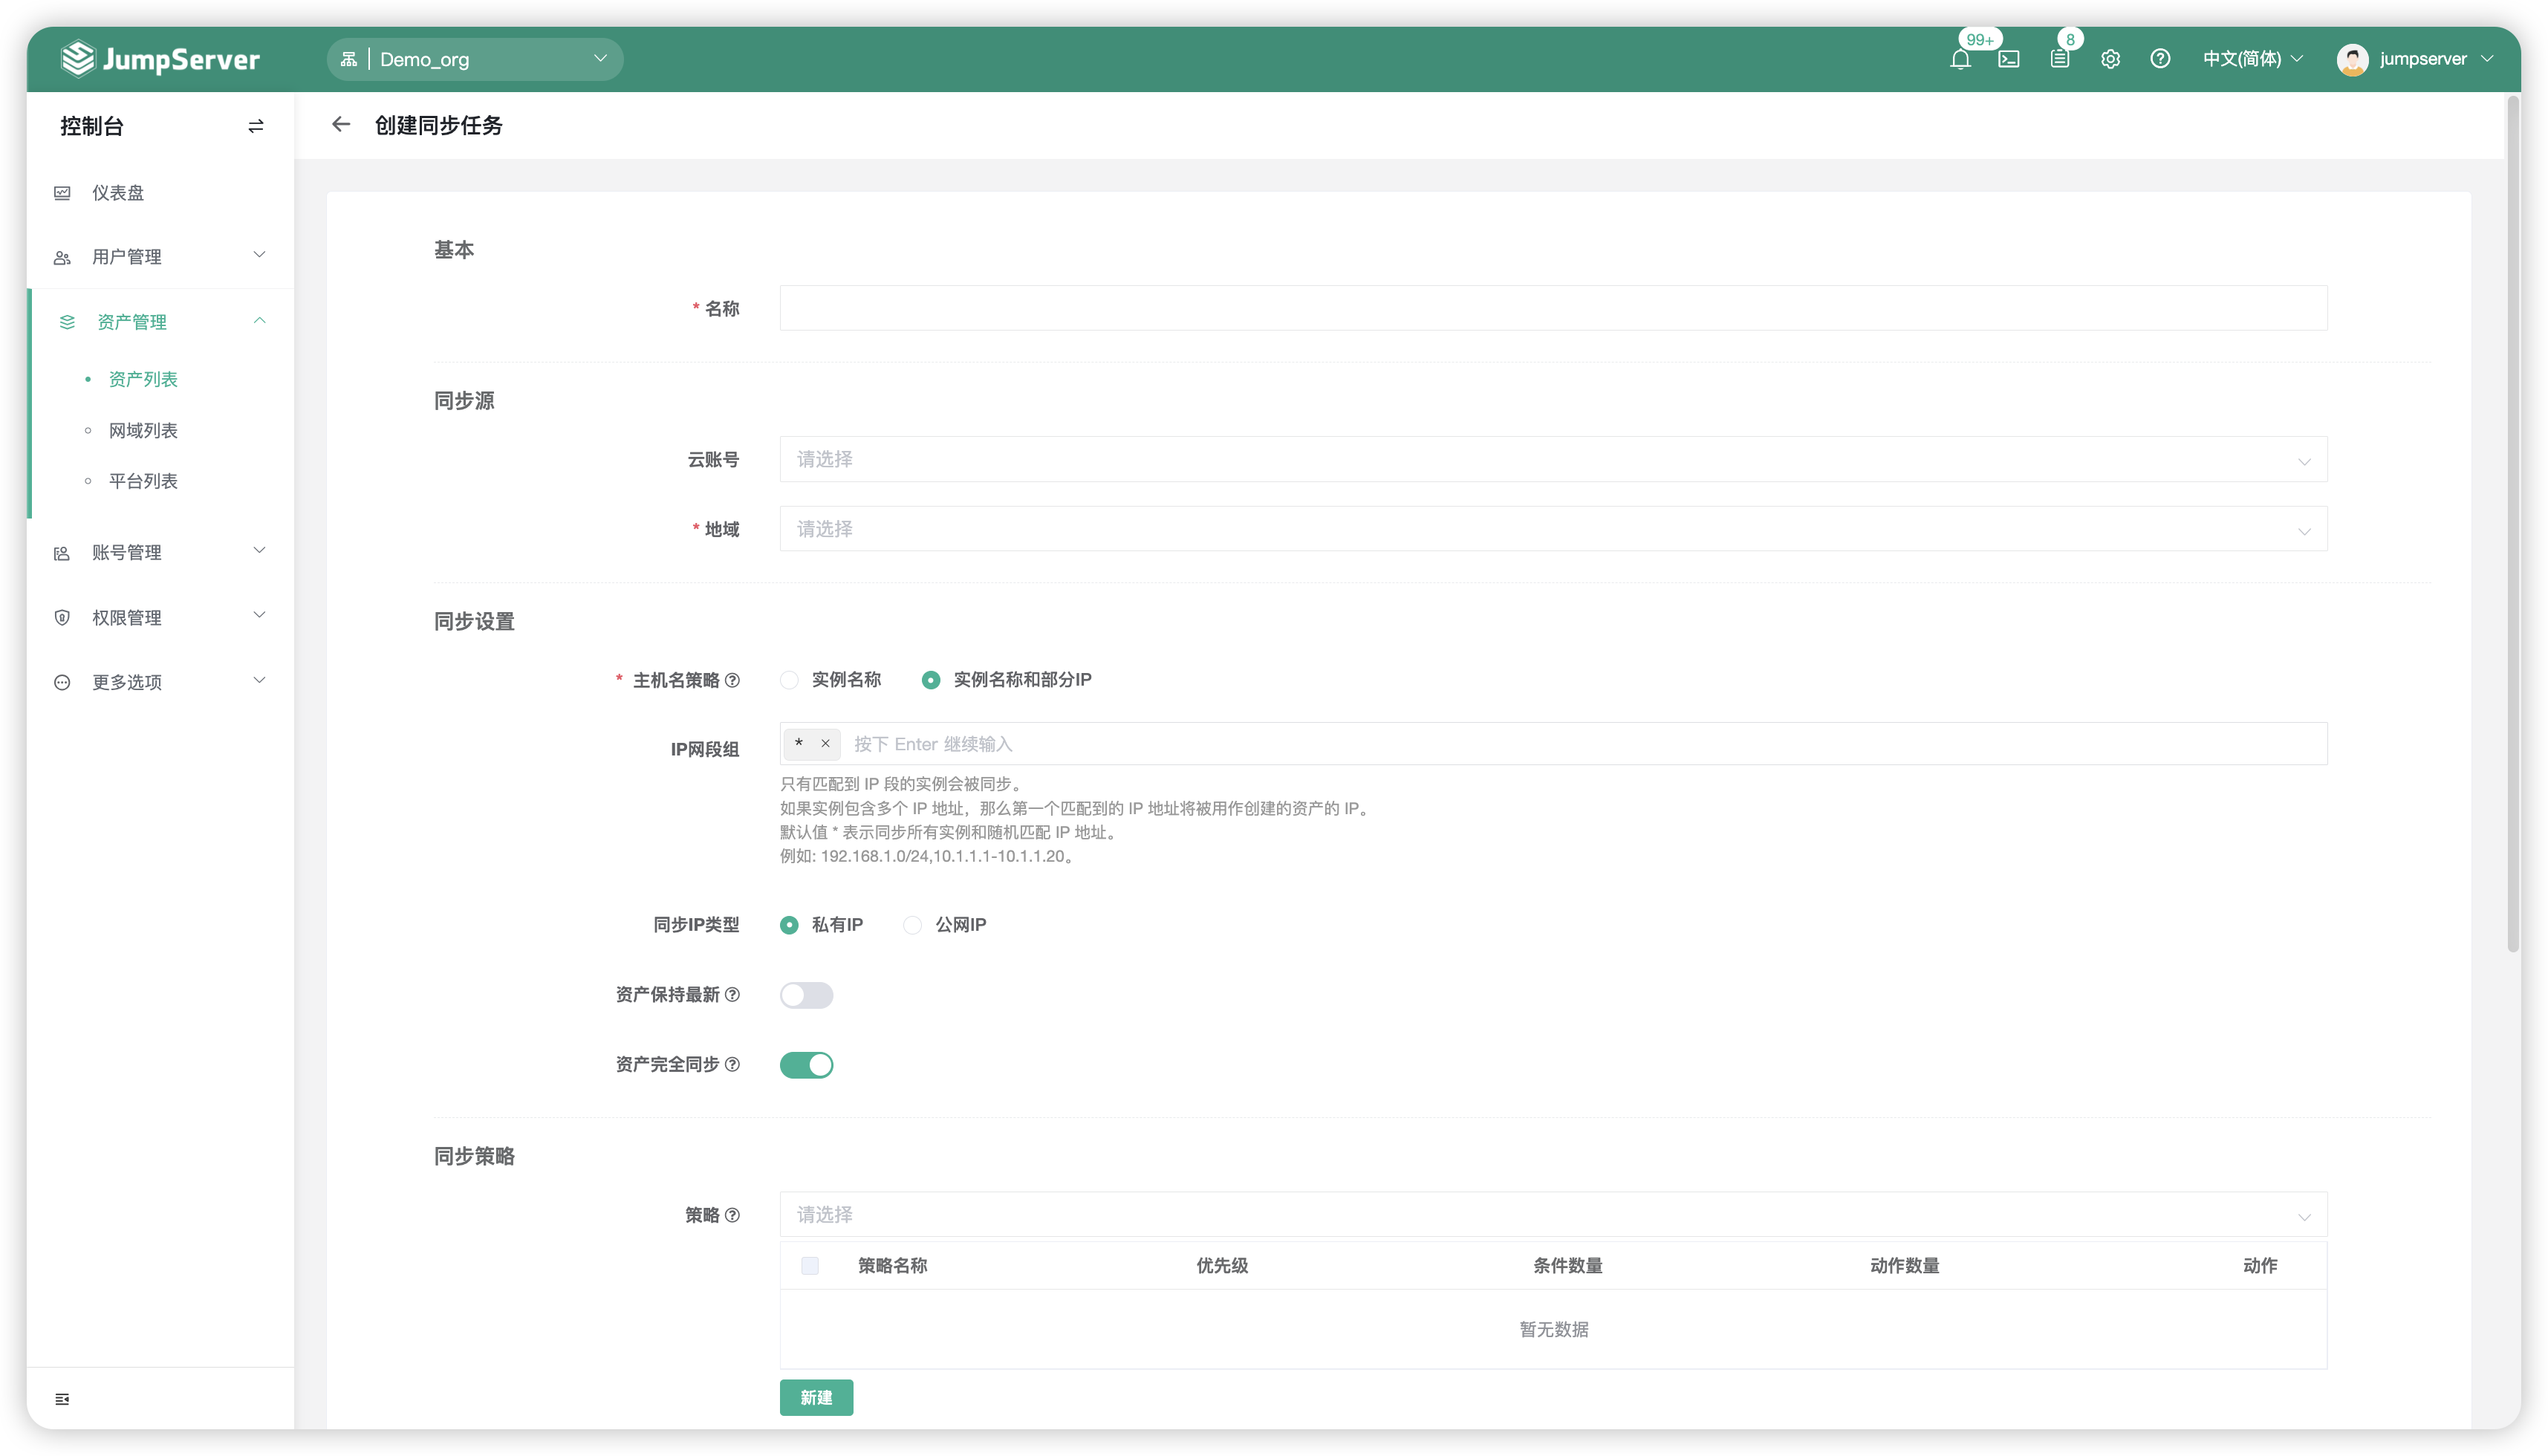 JumpServer
Demo_org
99+
8
中文(简体)
jumpserver
控制台
创建同步任务
仪表盘
用户管理
资产管理
资产列表
网域列表
平台列表
账号管理
权限管理
更多选项
基本
* 名称
同步源
云账号
请选择
* 地域
请选择
同步设置
* 主机名策略
实例名称
实例名称和部分IP
IP网段组
* ×
按下 Enter 继续输入
只有匹配到 IP 段的实例会被同步。
如果实例包含多个 IP 地址，那么第一个匹配到的 IP 地址将被用作创建的资产的 IP。
默认值 * 表示同步所有实例和随机匹配 IP 地址。
例如: 192.168.1.0/24,10.1.1.1-10.1.1.20。
同步IP类型
私有IP
公网IP
资产保持最新
资产完全同步
同步策略
策略
请选择
策略名称
优先级
条件数量
动作数量
动作
暂无数据
新建